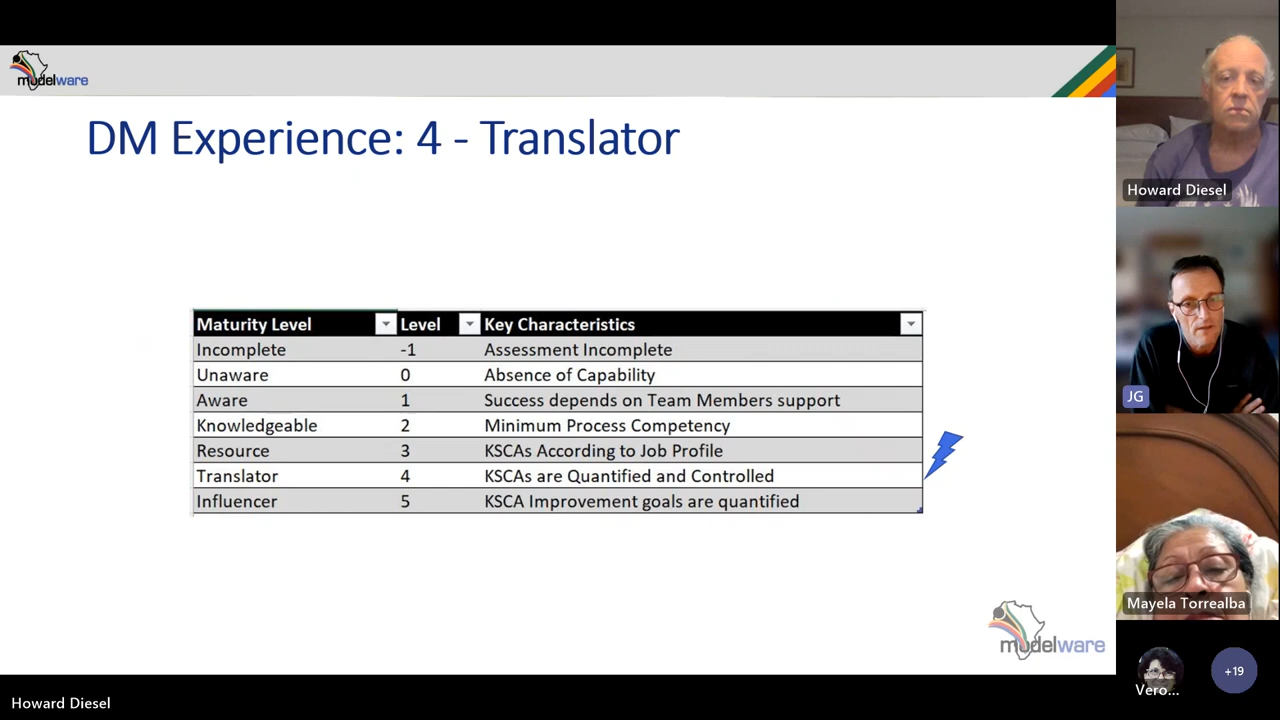 modelware
DM Experience: 4 - Translator
Maturity Level Level Key Characteristics
Incomplete -1 Assessment Incomplete
Unaware 0 Absence of Capability
Aware 1 Success depends on Team Members support
Knowledgeable 2 Minimum Process Competency
Resource 3 KSCAs According to Job Profile
Translator 4 KSCAs are Quantified and Controlled
Influencer 5 KSCA Improvement goals are quantified
modelware
Howard Diesel
JG
Mayela Torrealba
Vero...
+19
Howard Diesel